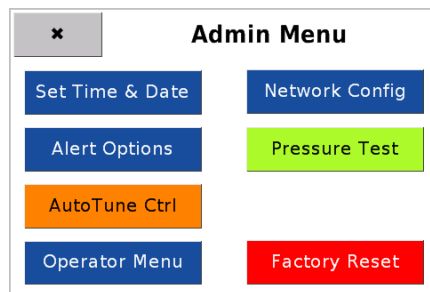 ✖ Admin Menu
Set Time & Date Network Config
Alert Options Pressure Test
AutoTune Ctrl
Operator Menu Factory Reset